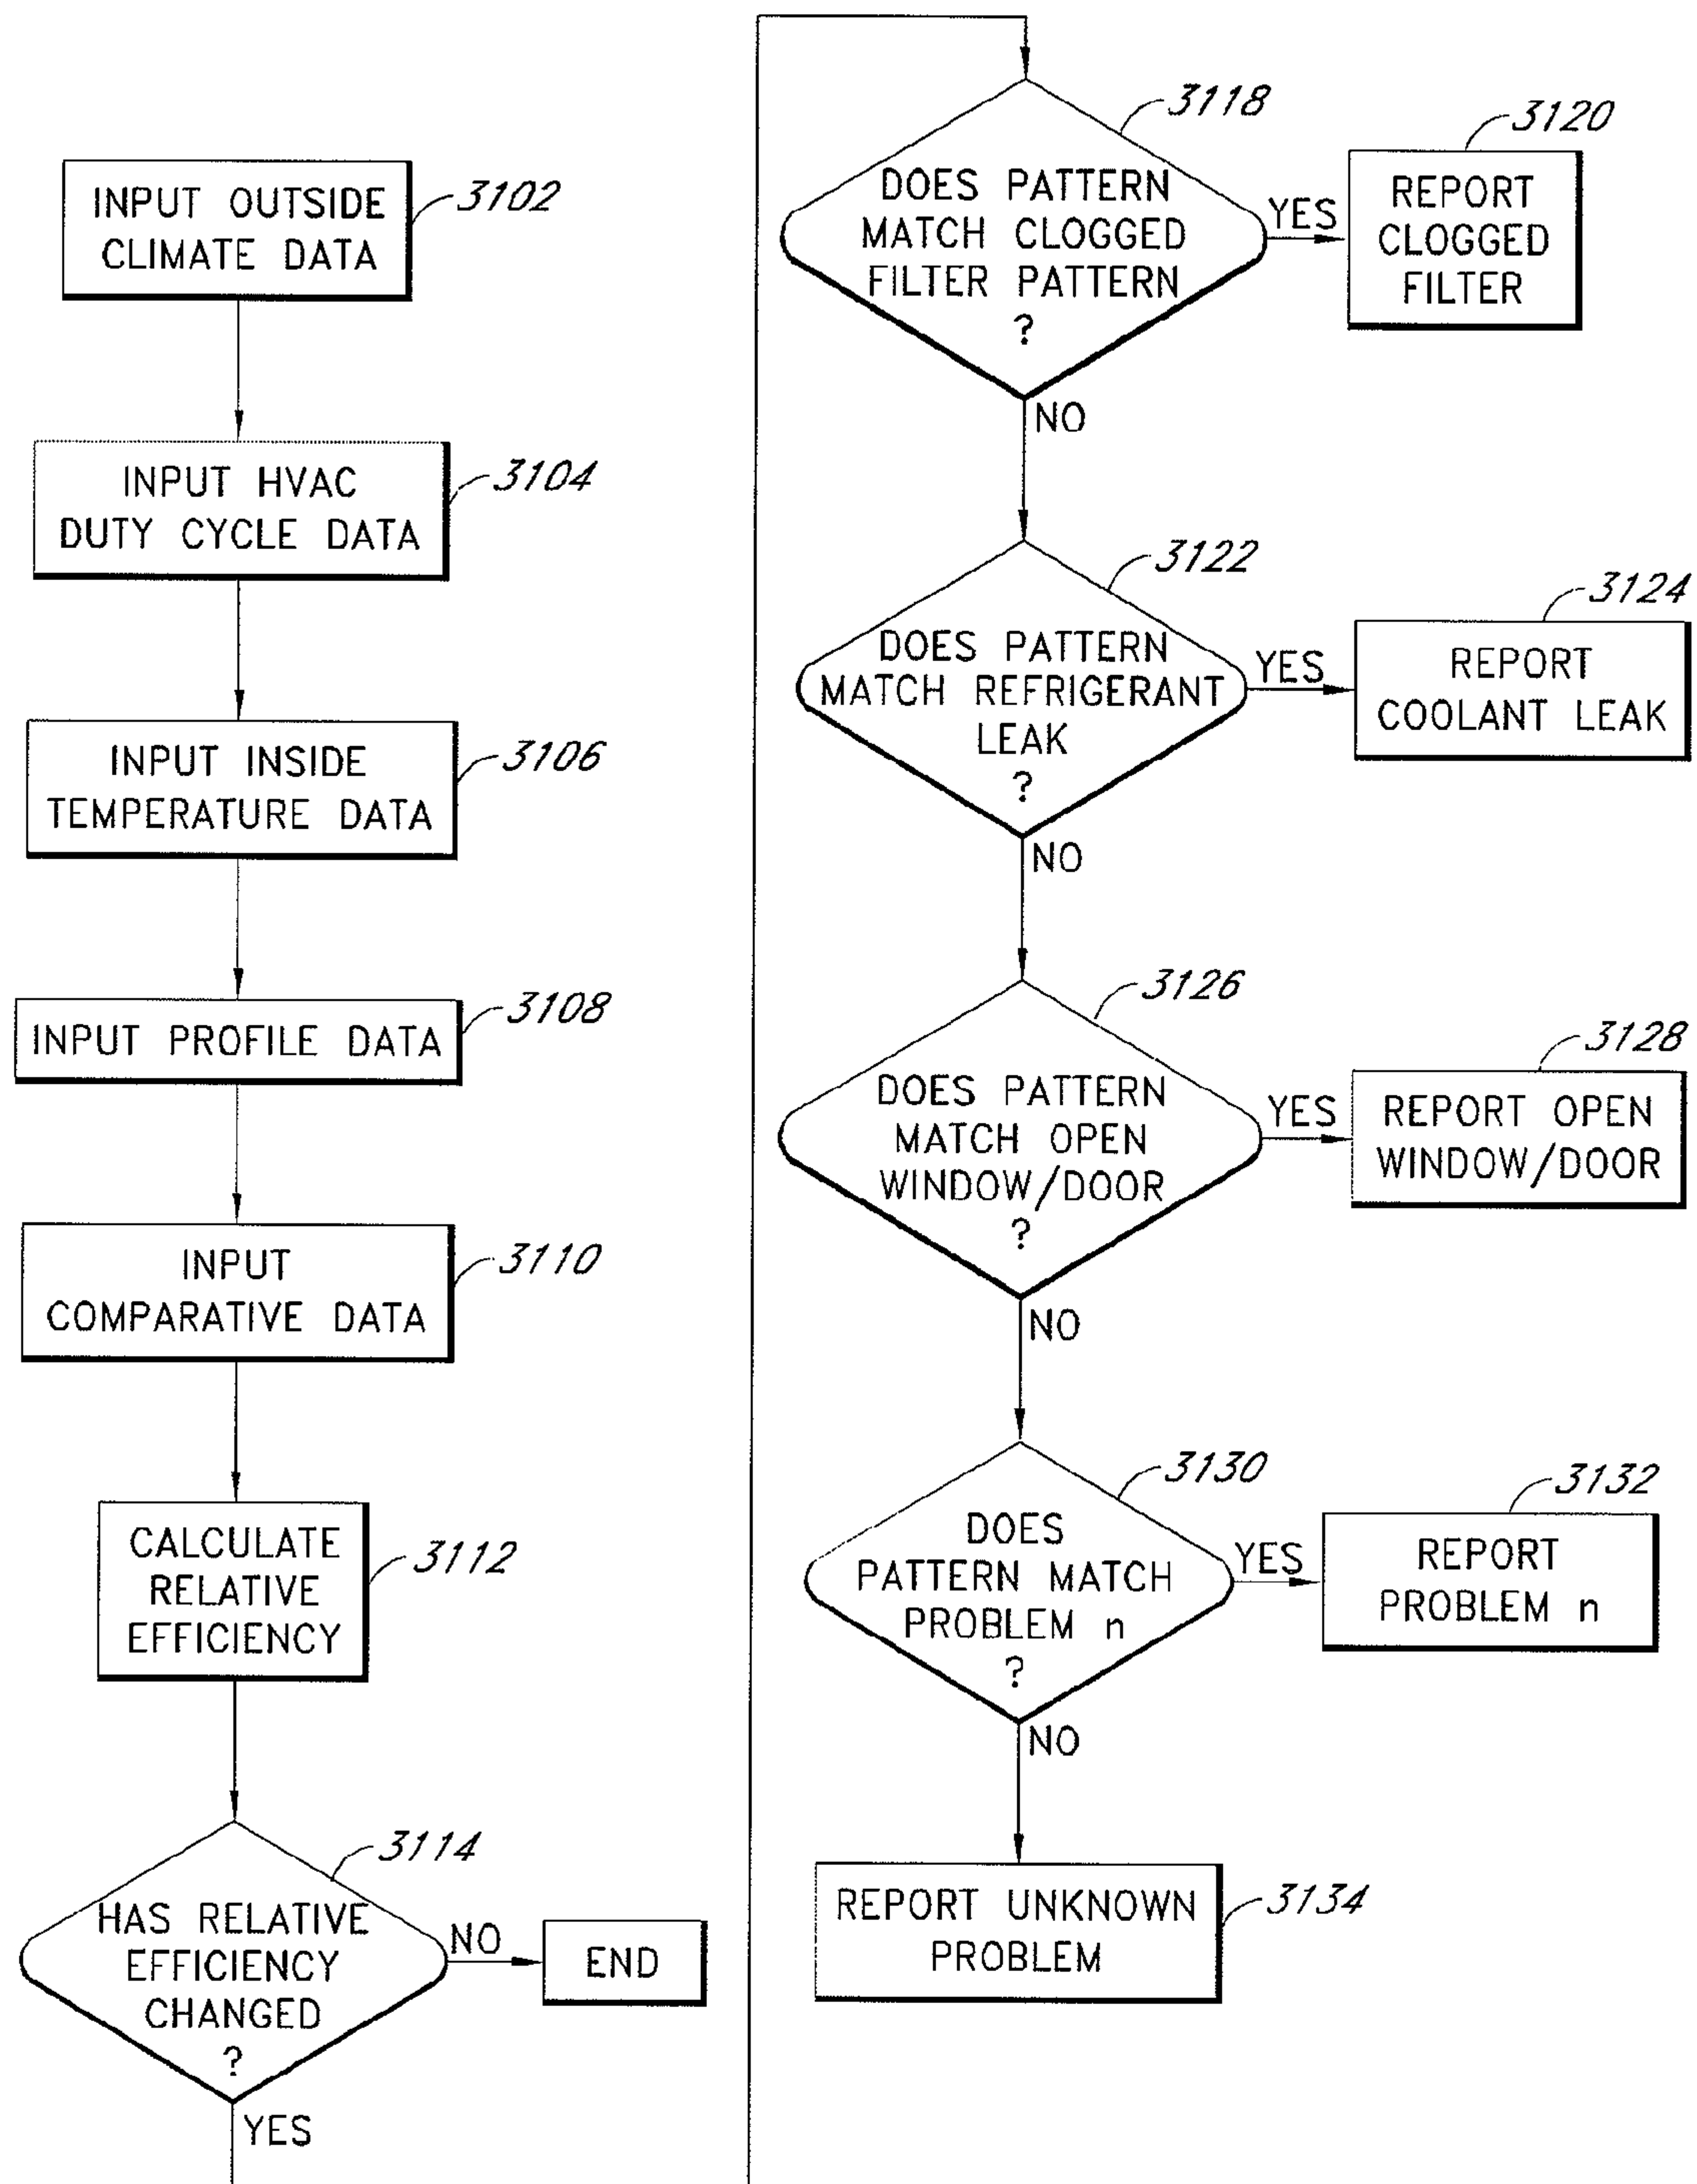 INPUT OUTSIDE
CLIMATE DATA
3102
INPUT HVAC
DUTY CYCLE DATA
3104
INPUT INSIDE
TEMPERATURE DATA
3106
INPUT PROFILE DATA
3108
INPUT
COMPARATIVE DATA
3110
CALCULATE
RELATIVE
EFFICIENCY
3112
3114
HAS RELATIVE
EFFICIENCY
CHANGED
?
NO
END
YES
3118
DOES PATTERN
MATCH CLOGGED
FILTER PATTERN
?
YES
3120
REPORT
CLOGGED
FILTER
NO
3122
DOES PATTERN
MATCH REFRIGERANT
LEAK
?
YES
3124
REPORT
COOLANT LEAK
NO
3126
DOES PATTERN
MATCH OPEN
WINDOW/DOOR
?
YES
3128
REPORT OPEN
WINDOW/DOOR
NO
3130
DOES
PATTERN MATCH
PROBLEM n
?
YES
3132
REPORT
PROBLEM n
NO
REPORT UNKNOWN
PROBLEM
3134